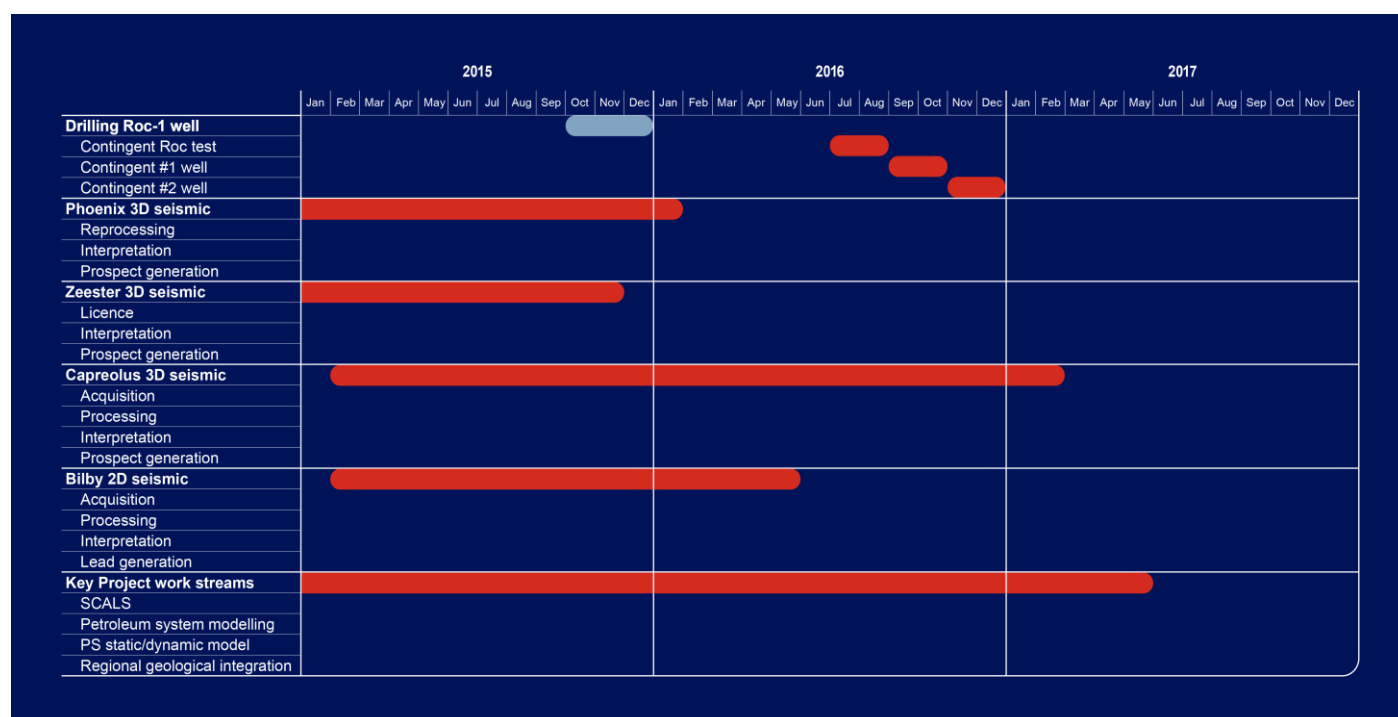 2015 2016 2017
Jan Feb Mar Apr May Jun Jul Aug Sep Oct Nov Dec Jan Feb Mar Apr May Jun Jul Aug Sep Oct Nov Dec Jan Feb Mar Apr May Jun Jul Aug Sep Oct Nov Dec
Drilling Roc-1 well
Contingent Roc test
Contingent #1 well
Contingent #2 well
Phoenix 3D seismic
Reprocessing
Interpretation
Prospect generation
Zeester 3D seismic
Licence
Interpretation
Prospect generation
Capreolus 3D seismic
Acquisition
Processing
Interpretation
Prospect generation
Bilby 2D seismic
Acquisition
Processing
Interpretation
Lead generation
Key Project work streams
SCALS
Petroleum system modelling
PS static/dynamic model
Regional geological integration